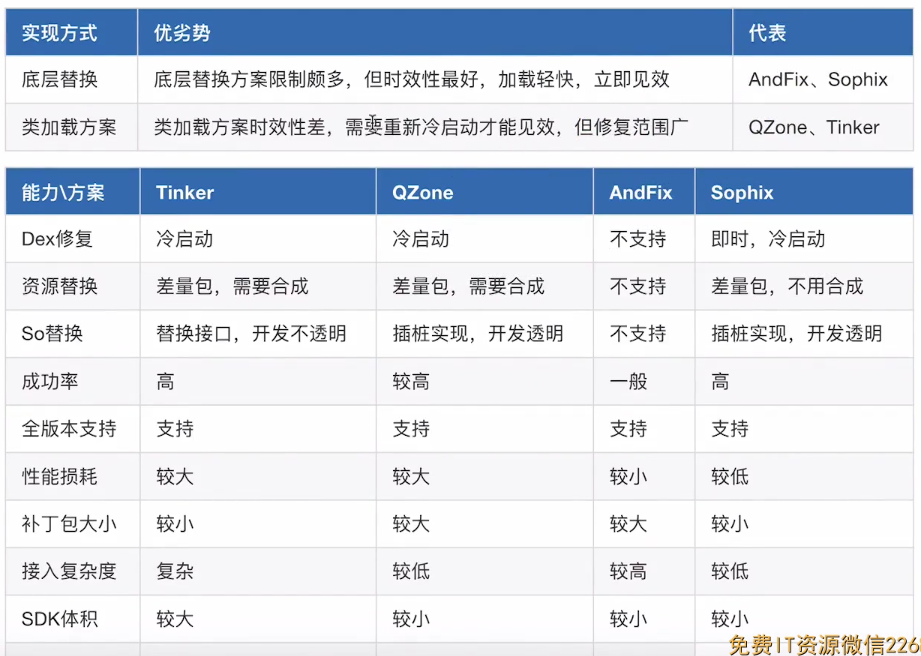 实现方式 优劣势 代表
底层替换 底层替换方案限制颇多，但时效性最好，加载轻快，立即见效 AndFix、Sophix
类加载方案 类加载方案时效性差，需要重新冷启动才能见效，但修复范围广 QZone、Tinker
能力\方案 Tinker QZone AndFix Sophix
Dex修复 冷启动 冷启动 不支持 即时，冷启动
资源替换 差量包，需要合成 差量包，需要合成 不支持 差量包，不用合成
So替换 替换接口，开发不透明 插桩实现，开发透明 不支持 插桩实现，开发透明
成功率 高 较高 一般 高
全版本支持 支持 支持 支持 支持
性能损耗 较大 较大 较小 较低
补丁包大小 较小 较大 较大 较小
接入复杂度 复杂 较低 较高 较低
SDK体积 较大 较小 较小 较小
免费IT资源微信226